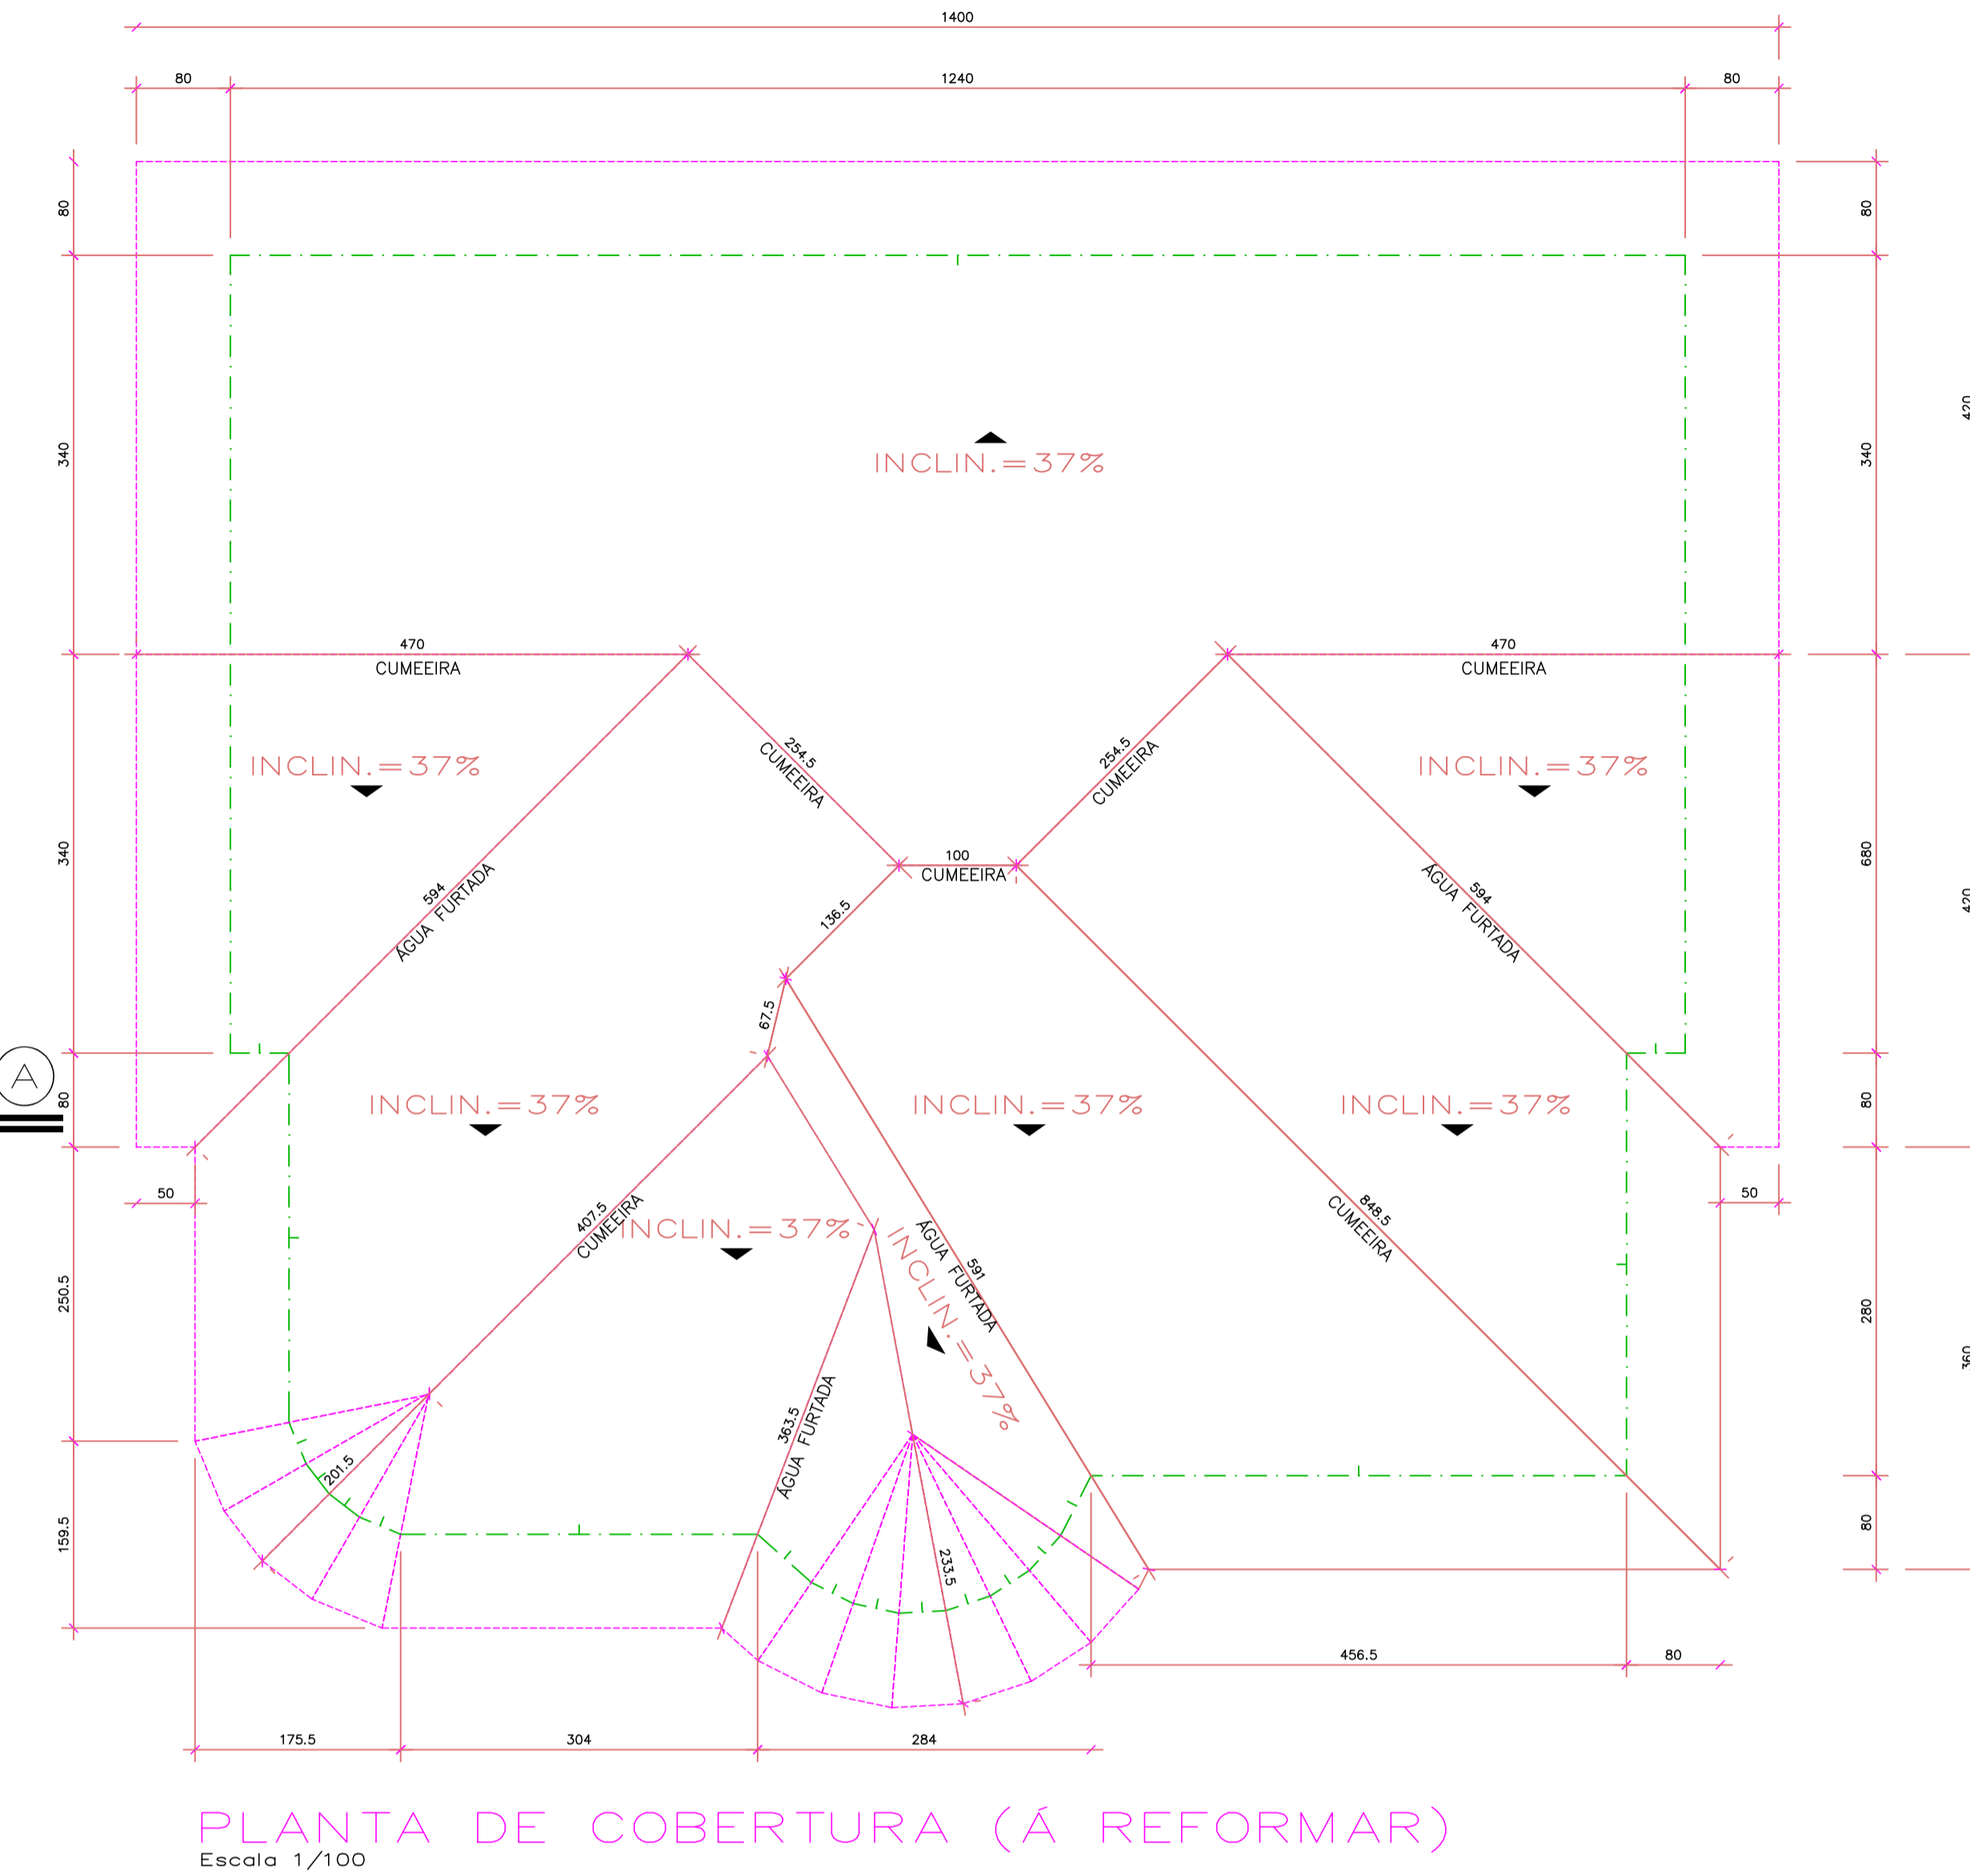 1400
80
1240
80
80
80
340
INCLIN.=37%
340
420
470
CUMEEIRA
470
CUMEEIRA
INCLIN.=37%
254.5
CUMEEIRA
254.5
CUMEEIRA
INCLIN.=37%
340
100
CUMEEIRA
680
594
ÁGUA FURTADA
136.5
594
ÁGUA FURTADA
420
67.5
A
80
INCLIN.=37%
INCLIN.=37%
INCLIN.=37%
80
50
50
407.5
CUMEEIRA
INCLIN.=37%
848.5
CUMEEIRA
591
ÁGUA FURTADA
INCLIN.=37%
250.5
280
360
363.5
ÁGUA FURTADA
201.5
159.5
233.5
80
456.5
80
175.5
304
284
PLANTA DE COBERTURA (Á REFORMAR)
Escala 1/100